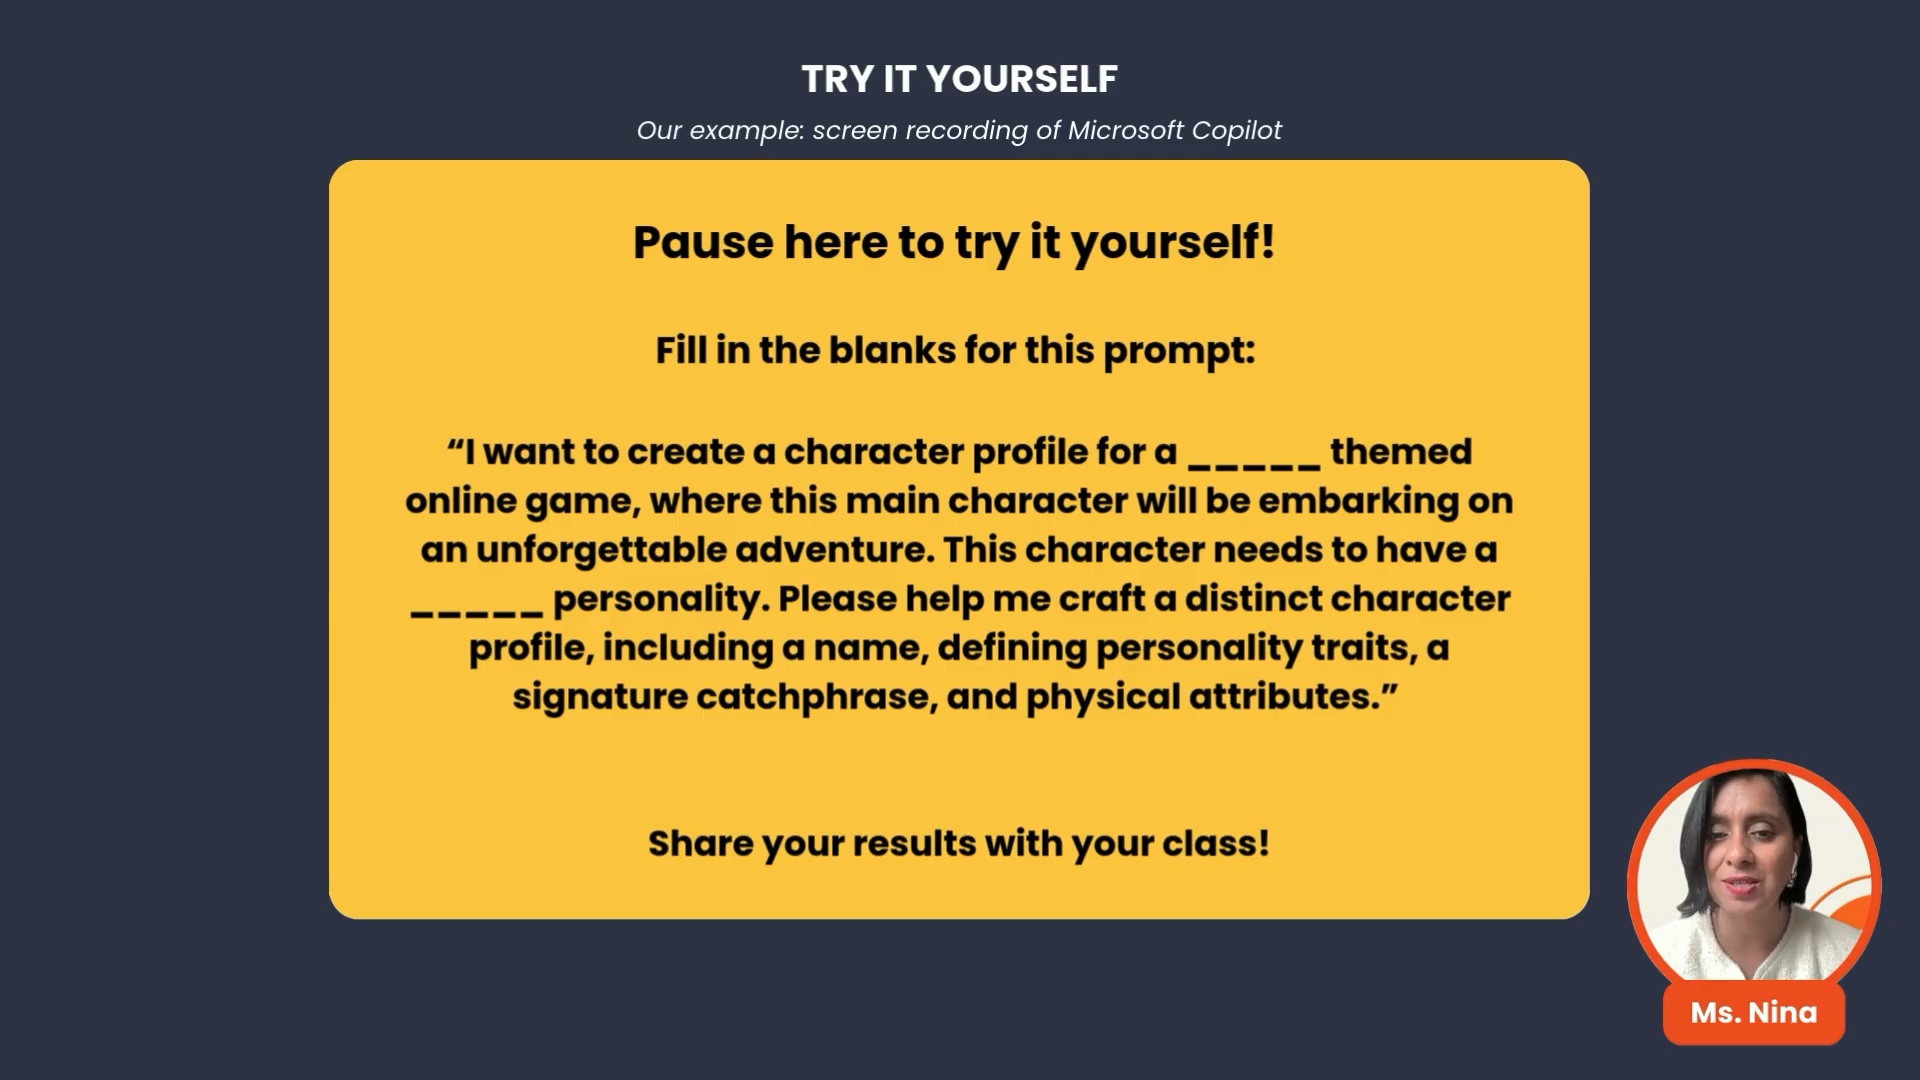 TRY IT YOURSELF
Our example: screen recording of Microsoft Copilot
Pause here to try it yourself!
Fill in the blanks for this prompt:
“I want to create a character profile for a _____ themed
online game, where this main character will be embarking on
an unforgettable adventure. This character needs to have a
_____ personality. Please help me craft a distinct character
profile, including a name, defining personality traits, a
signature catchphrase, and physical attributes.”
Share your results with your class!
Ms. Nina